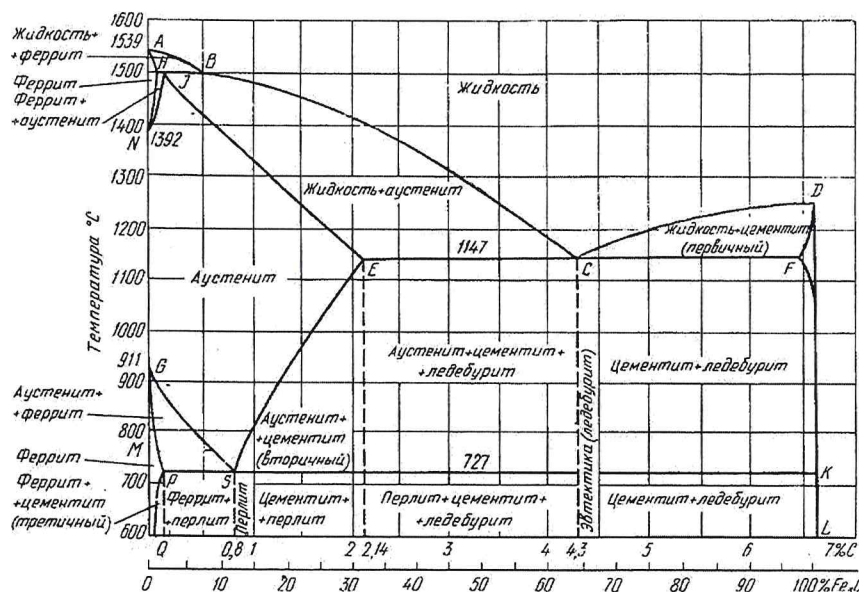 1600
1539
1500
1400
1392
1300
1200
1100
1000
911
900
800
700
600
Температура °С
Жидкость+
+феррит
Феррит
Феррит+
+аустенит
N
A
H
J
B
Жидкость
Жидкость+аустенит
D
Жидкость+цементит
(первичный)
1147
E
C
F
Аустенит
Аустенит+цементит+
+ледебурит
Эвтектика (ледебурит)
Цементит+ледебурит
G
Аустенит+
+феррит
M
Аустенит+
+цементит
(вторичный)
727
Феррит
P
S
K
Феррит+
+цементит
(третичный)
Феррит+
+перлит
Перлит
Цементит+
+перлит
Перлит+цементит+
+ледебурит
Цементит+ледебурит
L
Q 0,8 1 2 2,14 3 4 4,3 5 6 7%С
0 10 20 30 40 50 60 70 80 90 100%Fe₃